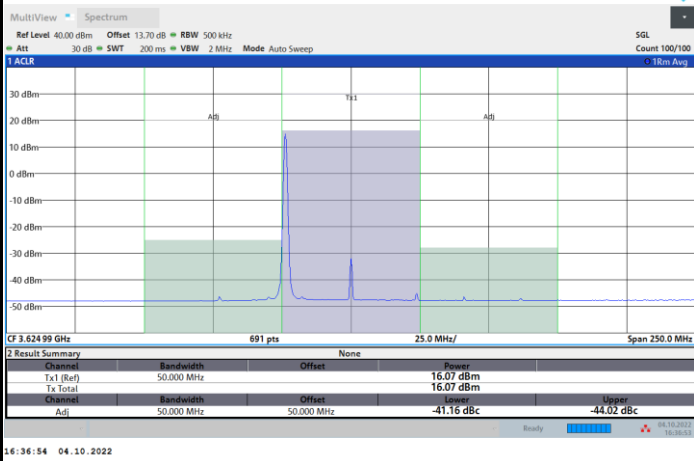 MultiView Spectrum
Ref Level 40.00 dBm Offset 13.70 dB RBW 500 kHz SGL
Att 30 dB SWT 200 ms VBW 2 MHz Mode Auto Sweep Count 100/100
1 ACLR 1Rm Avg
30 dBm
Tx1
20 dBm
Adj Adj
10 dBm
0 dBm
-10 dBm
-20 dBm
-30 dBm
-40 dBm
-50 dBm
CF 3.624 99 GHz 691 pts 25.0 MHz/ Span 250.0 MHz
2 Result Summary None
Channel Bandwidth Offset Power
Tx1 (Ref) 50.000 MHz 16.07 dBm
Tx Total 16.07 dBm
Channel Bandwidth Offset Lower Upper
Adj 50.000 MHz 50.000 MHz -41.16 dBc -44.02 dBc
Ready 04.10.2022
16:36:53
16:36:54 04.10.2022